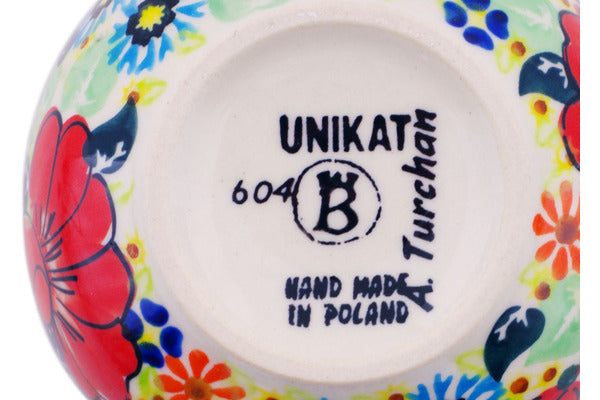 UNIKAT
604
B
HAND MADE
IN POLAND
A. Turchan